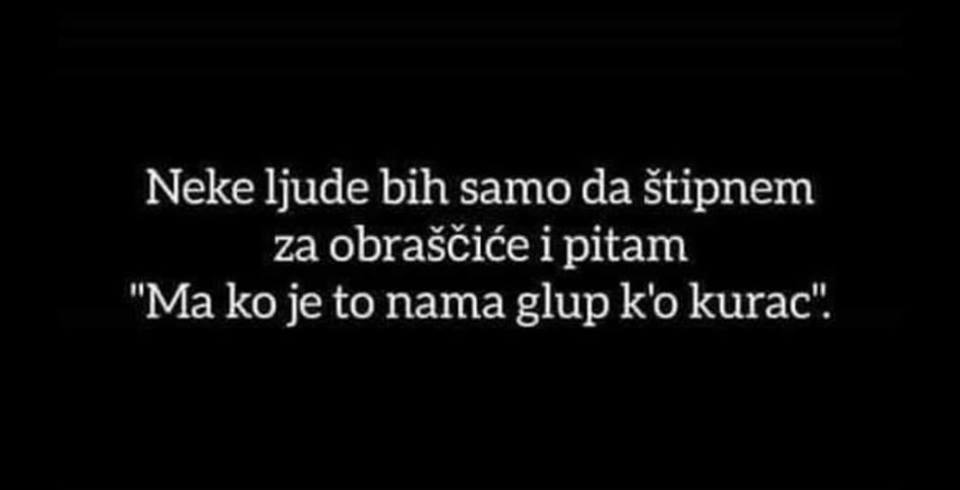 Neke ljude bih samo da štipnem
za obraščiće i pitam
"Ma ko je to nama glup k'o kurac".